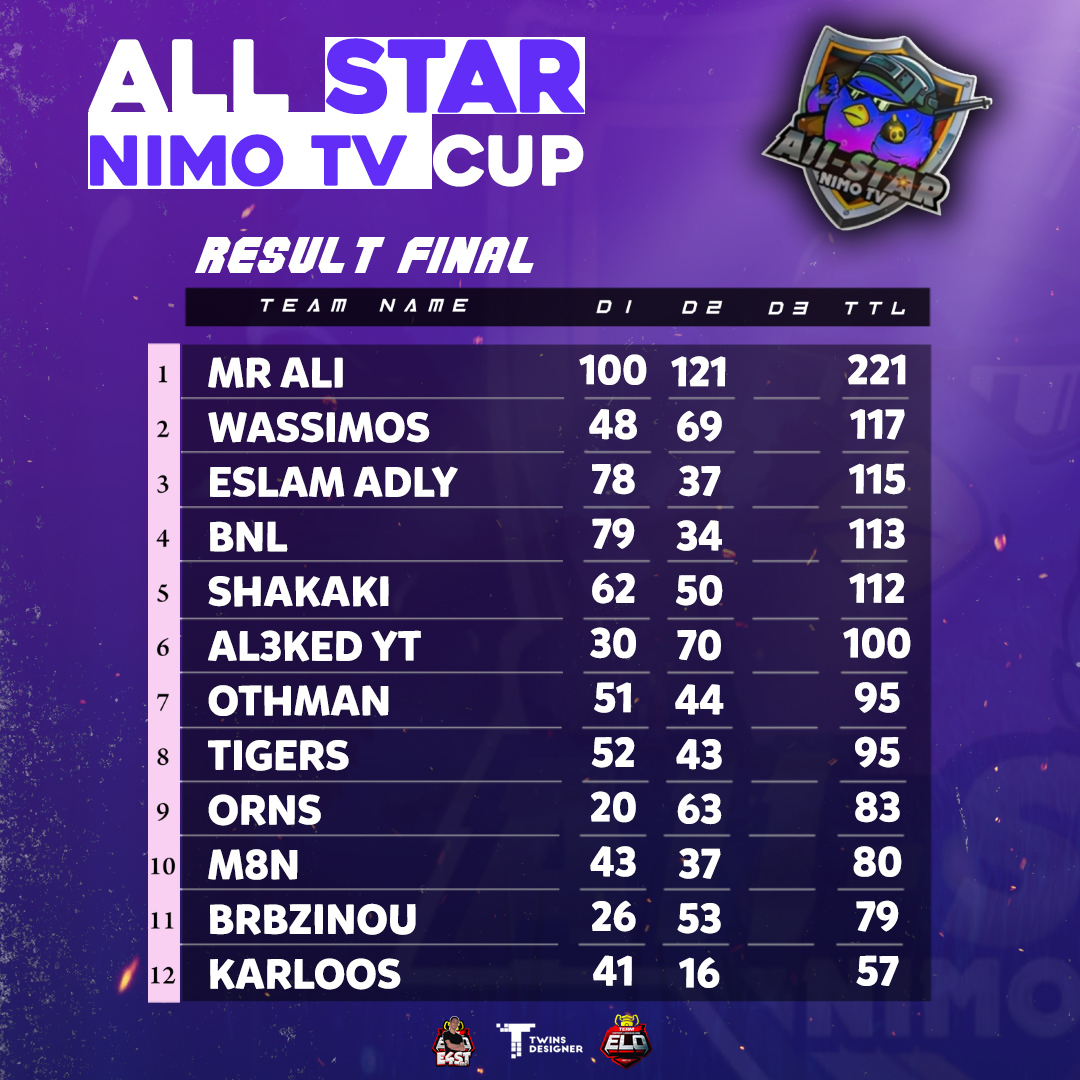 ALL STAR
NIMO TV CUP
All-STAR
NIMO TV
RESULT FINAL
TEAM NAME D1 D2 D3 TTL
1 MR ALI 100 121 221
2 WASSIMOS 48 69 117
3 ESLAM ADLY 78 37 115
4 BNL 79 34 113
5 SHAKAKI 62 50 112
6 AL3KED YT 30 70 100
7 OTHMAN 51 44 95
8 TIGERS 52 43 95
9 ORNS 20 63 83
10 M8N 43 37 80
11 BRBZINOU 26 53 79
12 KARLOOS 41 16 57
E4ST
TWINS
DESIGNER
TEAM
ELO
NIMO